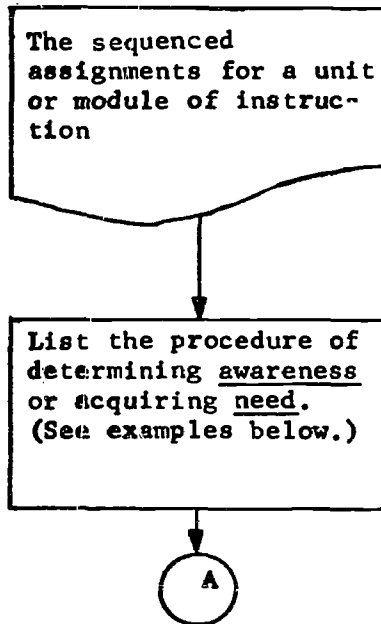 The sequenced
assignments for a unit
or module of instruc-
tion
List the procedure of
determining awareness
or acquiring need.
(See examples below.)
A